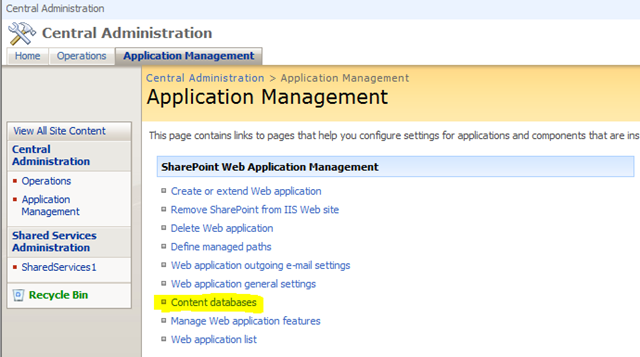 Central Administration
Central Administration
Home Operations Application Management
Central Administration > Application Management
Application Management
This page contains links to pages that help you configure settings for applications and components that are ins
View All Site Content
Central
Administration
Operations
Application
Management
Shared Services
Administration
SharedServices1
Recycle Bin
SharePoint Web Application Management
Create or extend Web application
Remove SharePoint from IIS Web site
Delete Web application
Define managed paths
Web application outgoing e-mail settings
Web application general settings
Content databases
Manage Web application features
Web application list